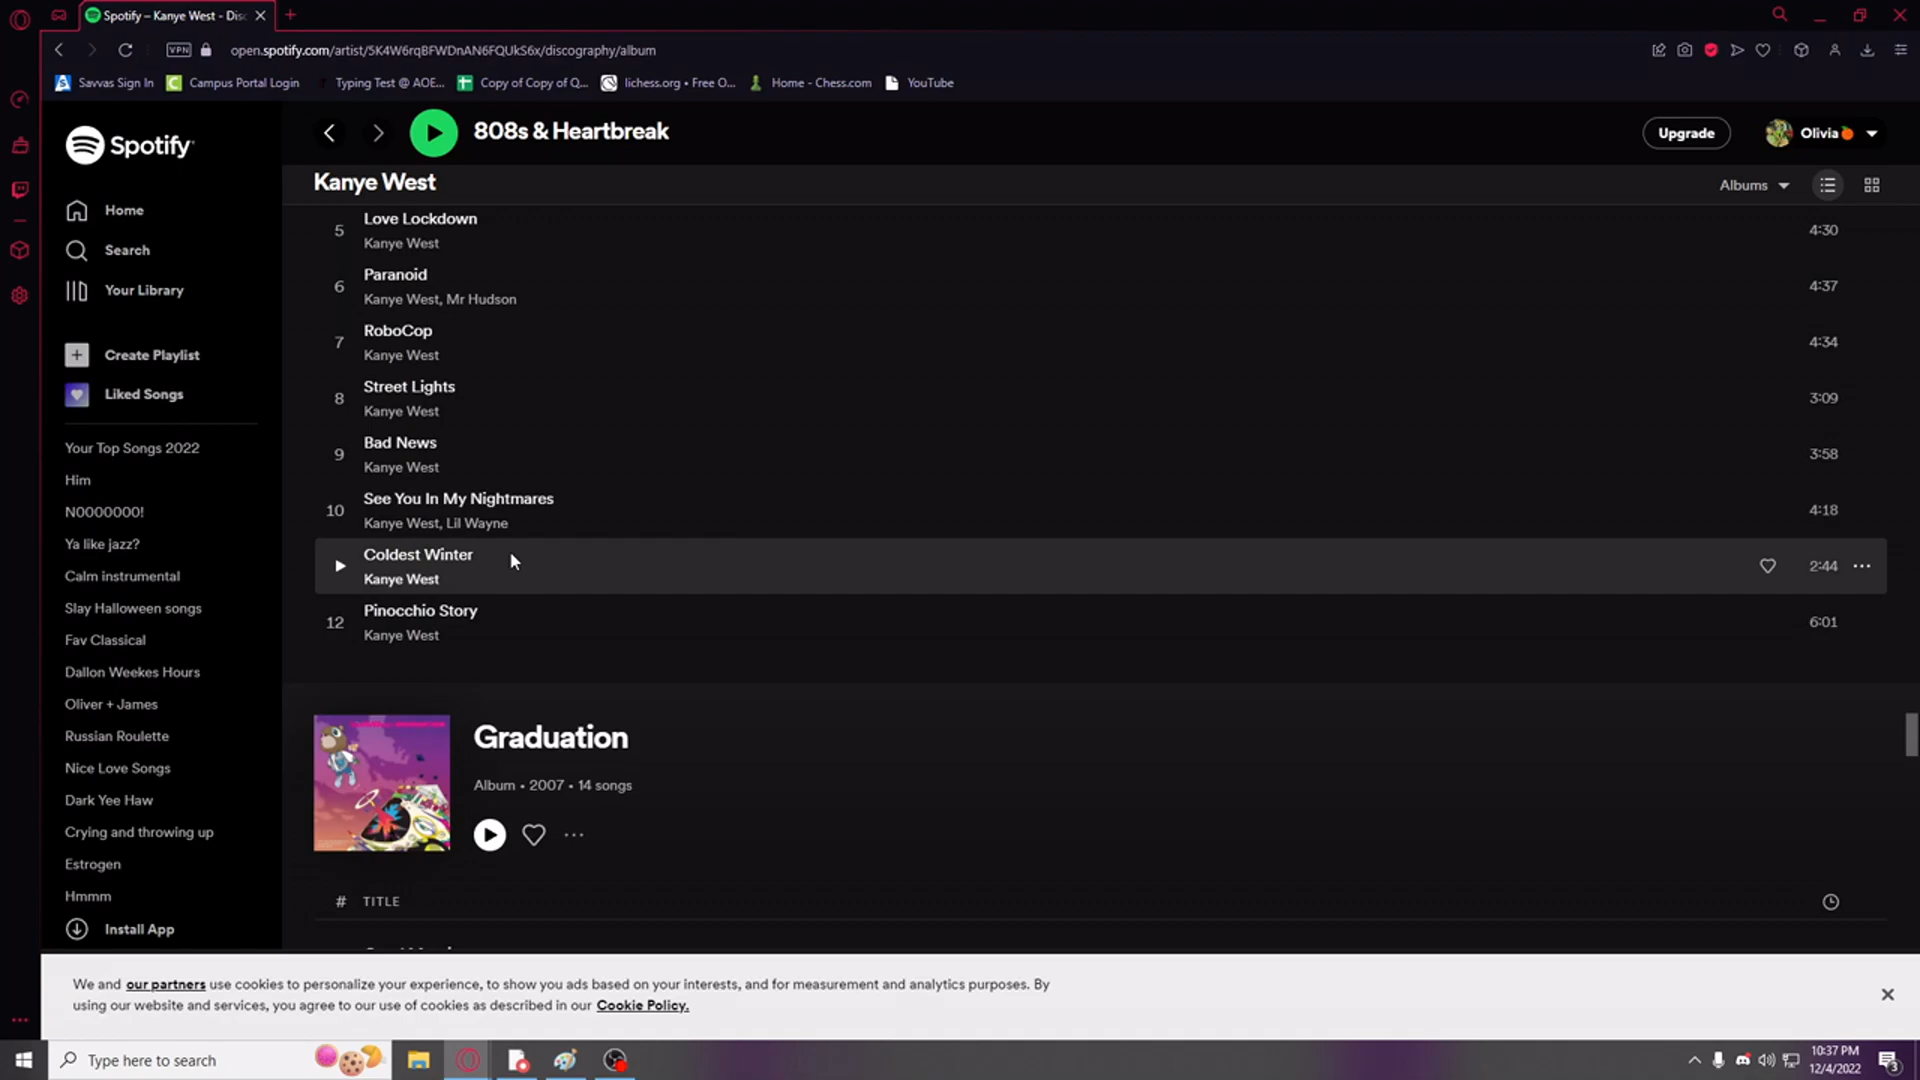 Spotify – Kanye West - Disc
open.spotify.com/artist/5K4W6rqBFWDnAN6FQUkS6x/discography/album
VPN
Savvas Sign In
Campus Portal Login
Typing Test @ AOE...
Copy of Copy of Q...
lichess.org • Free O...
Home - Chess.com
YouTube
Spotify
808s & Heartbreak
Upgrade
Olivia🍊
Kanye West
Albums
Home
Search
Your Library
Create Playlist
Liked Songs
Your Top Songs 2022
Him
N0000000!
Ya like jazz?
Calm instrumental
Slay Halloween songs
Fav Classical
Dallon Weekes Hours
Oliver + James
Russian Roulette
Nice Love Songs
Dark Yee Haw
Crying and throwing up
Estrogen
Hmmm
Install App
5 Love Lockdown 4:30
Kanye West
6 Paranoid 4:37
Kanye West, Mr Hudson
7 RoboCop 4:34
Kanye West
8 Street Lights 3:09
Kanye West
9 Bad News 3:58
Kanye West
10 See You In My Nightmares 4:18
Kanye West, Lil Wayne
Coldest Winter 2:44
Kanye West
12 Pinocchio Story 6:01
Kanye West
Graduation
Album • 2007 • 14 songs
# TITLE
We and our partners use cookies to personalize your experience, to show you ads based on your interests, and for measurement and analytics purposes. By
using our website and services, you agree to our use of cookies as described in our Cookie Policy.
Type here to search
10:37 PM
12/4/2022
3